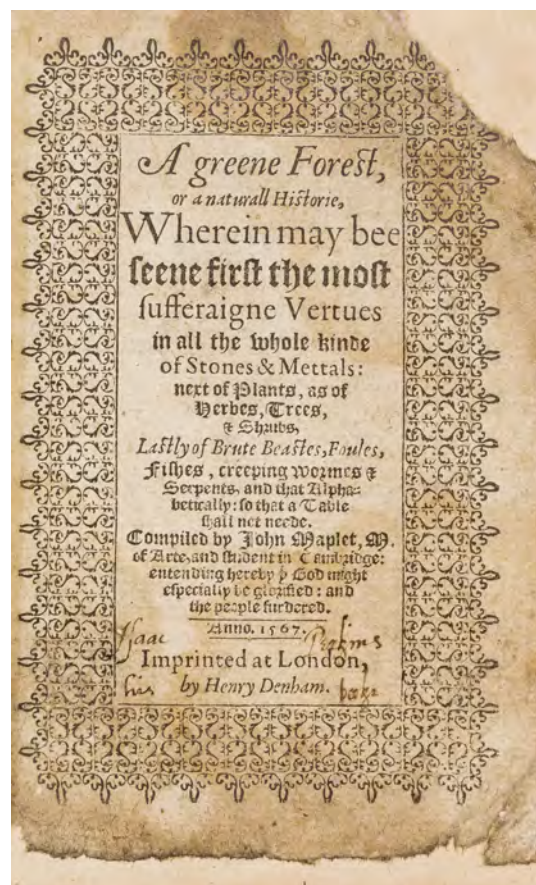 A greene Foreſt,
or a naturall Hiſtorie,
Wherein may bee
ſeene firſt the moſt
ſufferaigne Vertues
in all the whole kinde
of Stones & Mettals:
next of Plants, as of
Herbes, Trees,
& Shrubs,
Laſtly of Brute Beaſtes, Foules,
Fiſhes, creeping wormes &
Serpents, and that Alpha-
betically: ſo that a Table
ſhall not neede.
Compiled by John Maplet, M.
of Arte, and ſtudent in Cambridge:
entending hereby þͭ God might
eſpecially be glorified: and
the people furdered.
Anno. 1567.
Iſaac Perkins
Imprinted at London,
his by Henry Denham. booke